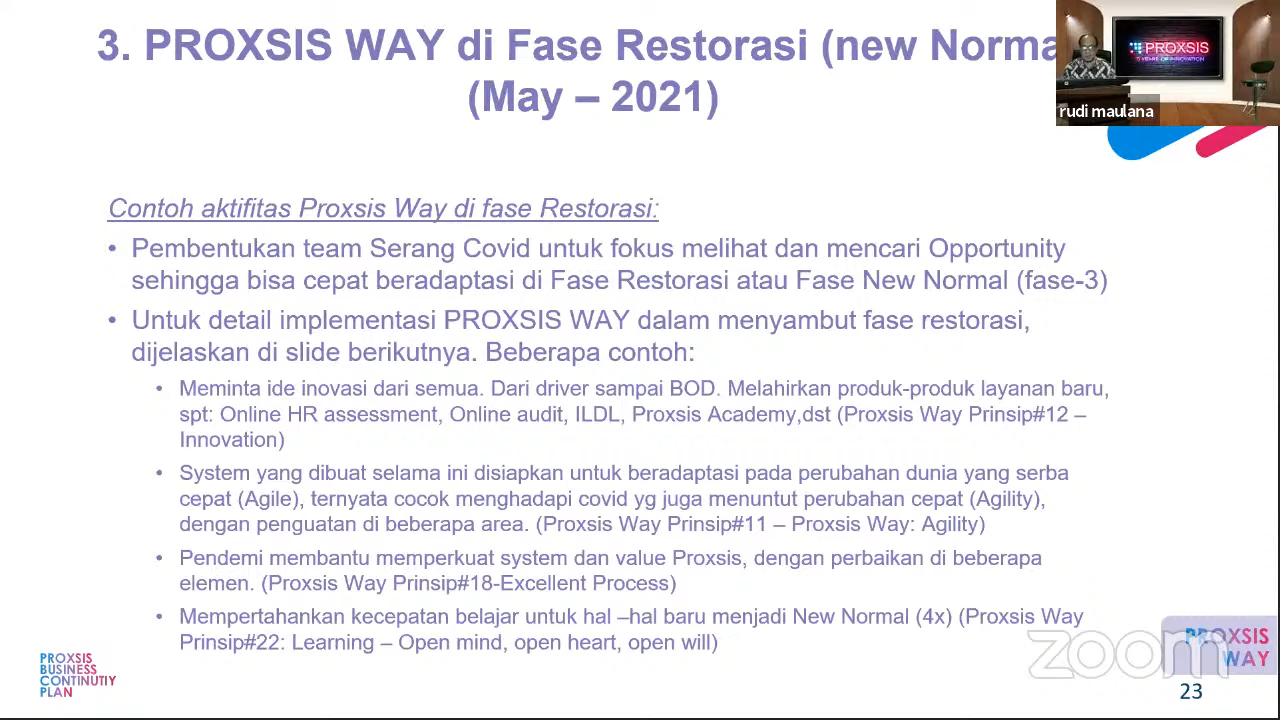 3. PROXSIS WAY di Fase Restorasi (new Norma
(May – 2021)
PROXSIS
rudi maulana
Contoh aktifitas Proxsis Way di fase Restorasi:
• Pembentukan team Serang Covid untuk fokus melihat dan mencari Opportunity
sehingga bisa cepat beradaptasi di Fase Restorasi atau Fase New Normal (fase-3)
• Untuk detail implementasi PROXSIS WAY dalam menyambut fase restorasi,
dijelaskan di slide berikutnya. Beberapa contoh:
• Meminta ide inovasi dari semua. Dari driver sampai BOD. Melahirkan produk-produk layanan baru,
spt: Online HR assessment, Online audit, ILDL, Proxsis Academy,dst (Proxsis Way Prinsip#12 –
Innovation)
• System yang dibuat selama ini disiapkan untuk beradaptasi pada perubahan dunia yang serba
cepat (Agile), ternyata cocok menghadapi covid yg juga menuntut perubahan cepat (Agility),
dengan penguatan di beberapa area. (Proxsis Way Prinsip#11 – Proxsis Way: Agility)
• Pendemi membantu memperkuat system dan value Proxsis, dengan perbaikan di beberapa
elemen. (Proxsis Way Prinsip#18-Excellent Process)
• Mempertahankan kecepatan belajar untuk hal –hal baru menjadi New Normal (4x) (Proxsis Way
Prinsip#22: Learning – Open mind, open heart, open will)
PROXSIS
BUSINESS
CONTINUTIY
PLAN
zoom
PROXSIS
WAY
23